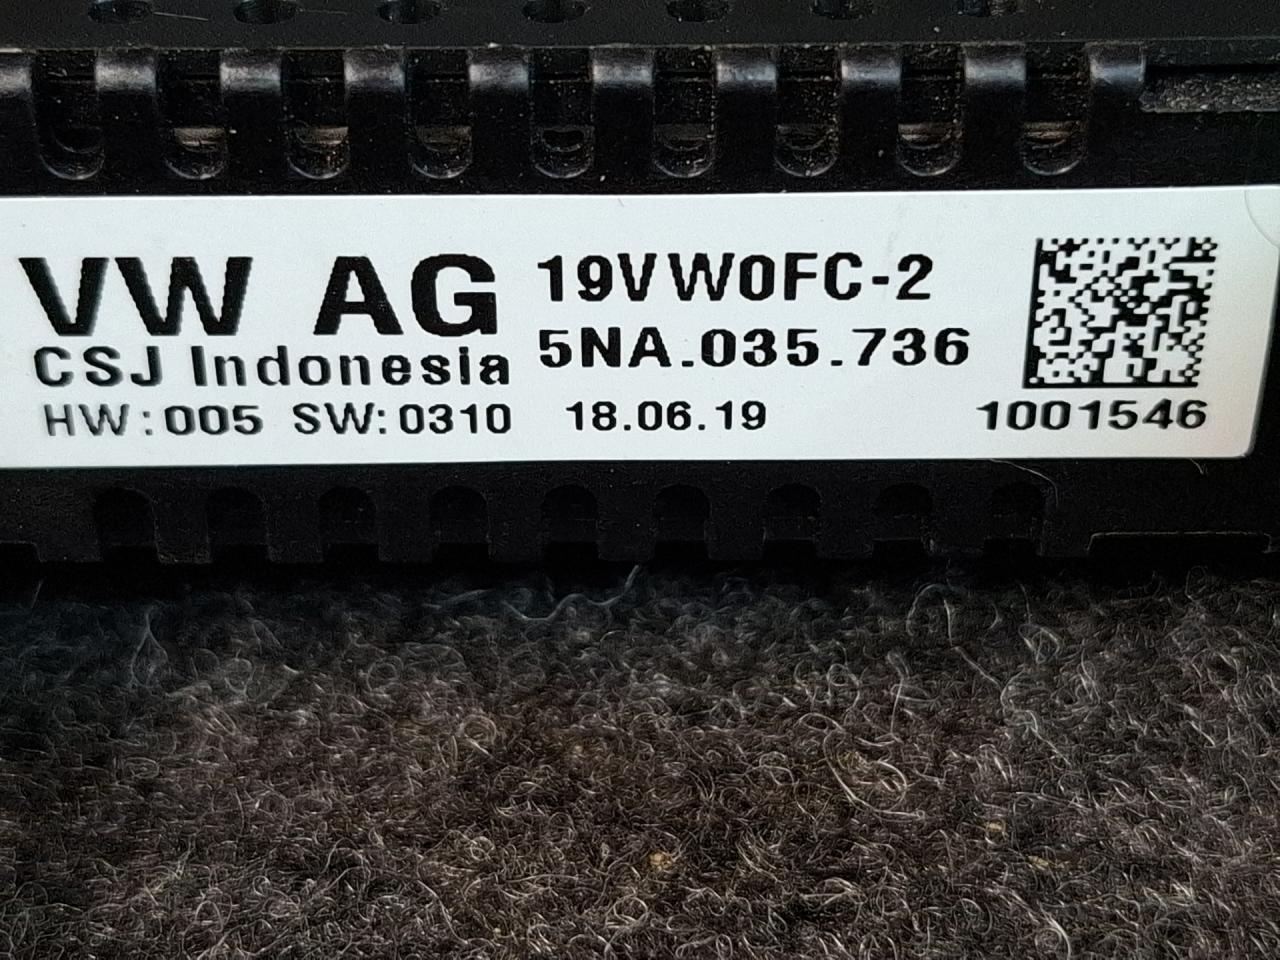 VW AG 19VW0FC-2
CSJ Indonesia 5NA.035.736
HW:005 SW:0310 18.06.19 1001546